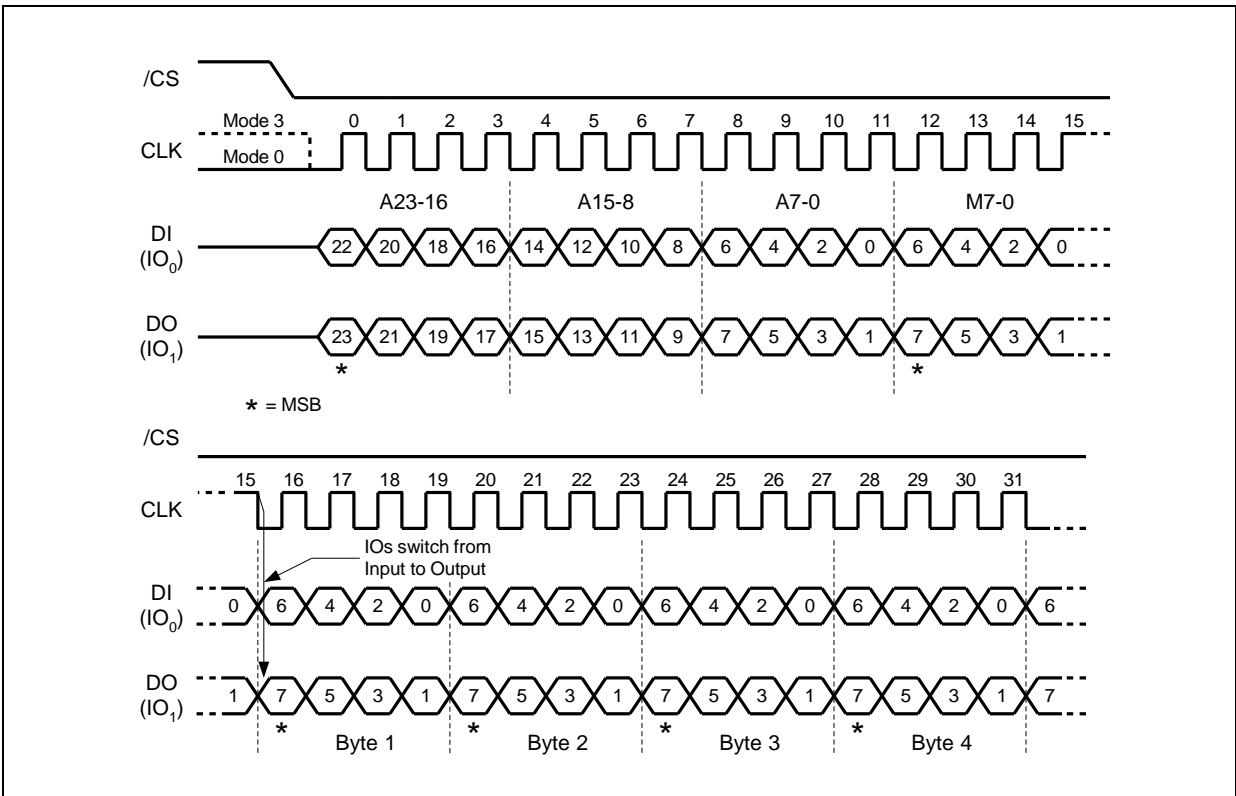 /CS
Mode 3
0 1 2 3 4 5 6 7 8 9 10 11 12 13 14 15
CLK
Mode 0
A23-16 A15-8 A7-0 M7-0
DI
(IO0)
22 20 18 16 14 12 10 8 6 4 2 0 6 4 2 0
DO
(IO1)
23 21 19 17 15 13 11 9 7 5 3 1 7 5 3 1
* *
* = MSB
/CS
15 16 17 18 19 20 21 22 23 24 25 26 27 28 29 30 31
CLK
IOs switch from
Input to Output
DI
(IO0)
0 6 4 2 0 6 4 2 0 6 4 2 0 6 4 2 0 6
DO
(IO1)
1 7 5 3 1 7 5 3 1 7 5 3 1 7 5 3 1 7
* * * *
Byte 1 Byte 2 Byte 3 Byte 4